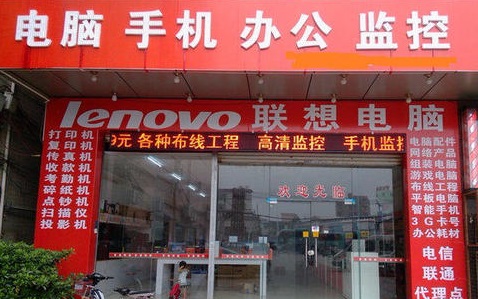 电脑 手机 办公 监控
lenovo 联想电脑
9元 各种布线工程 高清监控 手机监控
打印机
复印机
传真机
收款机
考勤机
碎纸机
点钞机
扫描仪
投影机
欢迎光临
电脑配件
网络产品
组装电脑
游戏电脑
布线工程
平板电脑
智能手机
3G卡号
办公耗材
电信
联通
代理点